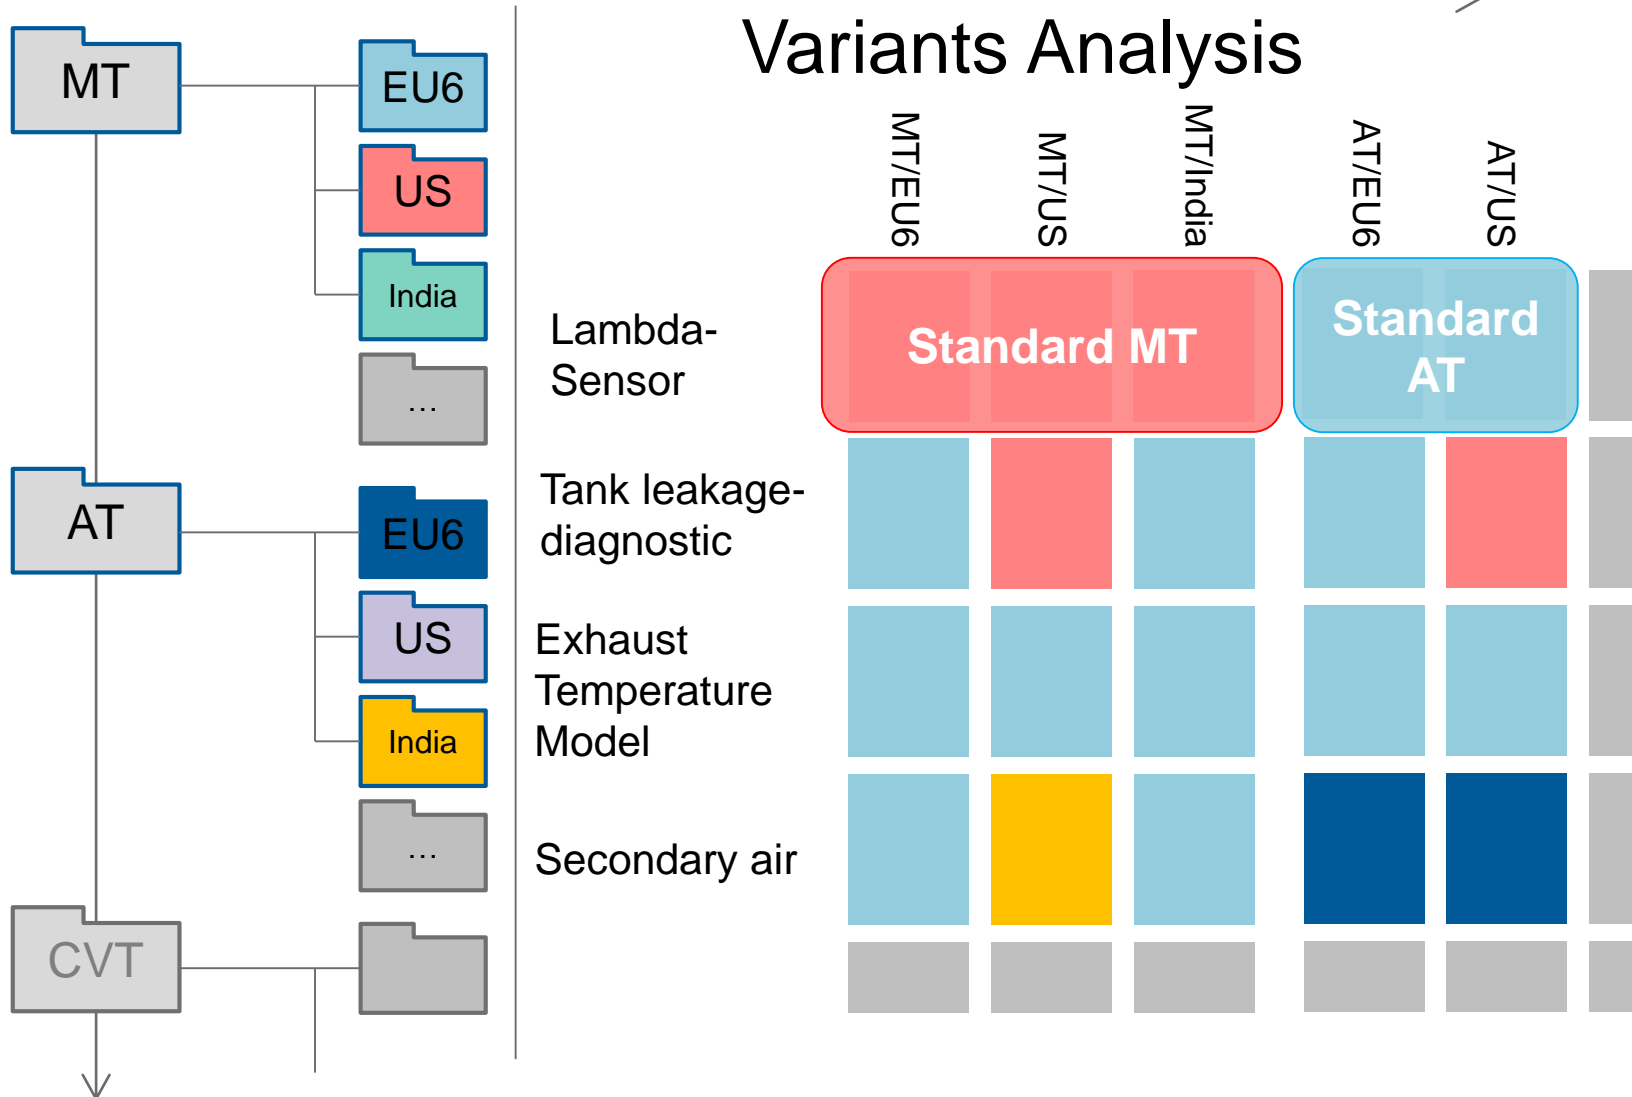 Variants Analysis
MT
EU6
US
India
...
AT
EU6
US
India
...
CVT
MT/EU6
MT/US
MT/India
AT/EU6
AT/US
Lambda-
Sensor
Standard MT
Standard
AT
Tank leakage-
diagnostic
Exhaust
Temperature
Model
Secondary air